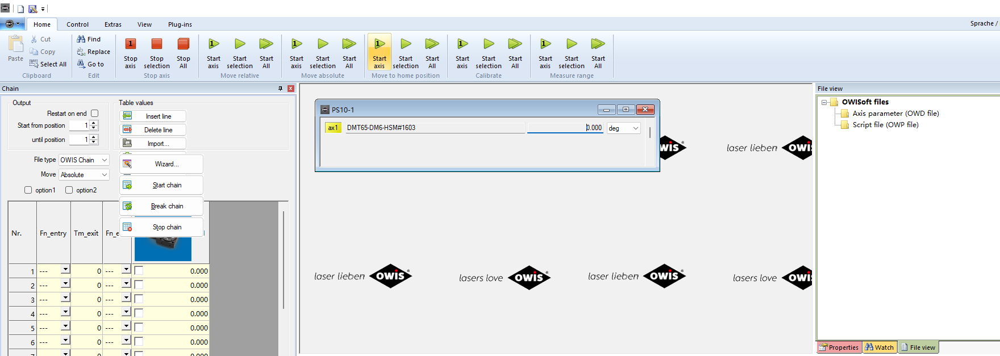 Home Control Extras View Plug-ins Sprache /
Paste Cut Copy Select All Clipboard
Find Replace Go to Edit
1 Stop axis Stop selection Stop All Stop axis
1 Start axis Start selection Start All Move relative
1 Start axis Start selection Start All Move absolute
1 Start axis Start selection Start All Move to home position
1 Start axis Start selection Start All Calibrate
1 Start axis Start selection Start All Measure range
Chain
Output
Restart on end
Start from position 1
until position 1
Table values
Insert line
Delete line
Import...
File type OWIS Chain
Move Absolute
option1 option2
Wizard...
Start chain
Break chain
Stop chain
Nr. Fn_entry Tm_exit Fn_e
1 --- 0 --- 0.000
2 --- 0 --- 0.000
3 --- 0 --- 0.000
4 --- 0 --- 0.000
5 --- 0 --- 0.000
6 --- 0 --- 0.000
PS10-1
ax1 DMT65-DM6-HSM#1603 0.000 deg
WIS laser lieben OWI
laser lieben OWIS lasers love OWIS laser lieben OWIS lasers love OWI
File view
OWISoft files
Axis parameter (OWD file)
Script file (OWP file)
Properties Watch File view